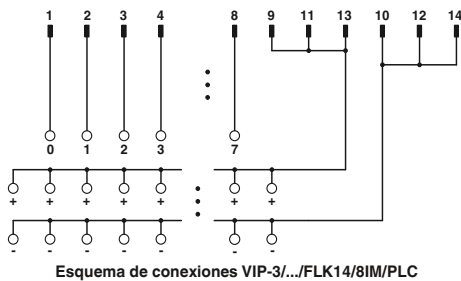 1 2 3 4 8 9 11 13 10 12 14
0 1 2 3 7
+ + + + + + +
- - - - - - -
Esquema de conexiones VIP-3/.../FLK14/8IM/PLC